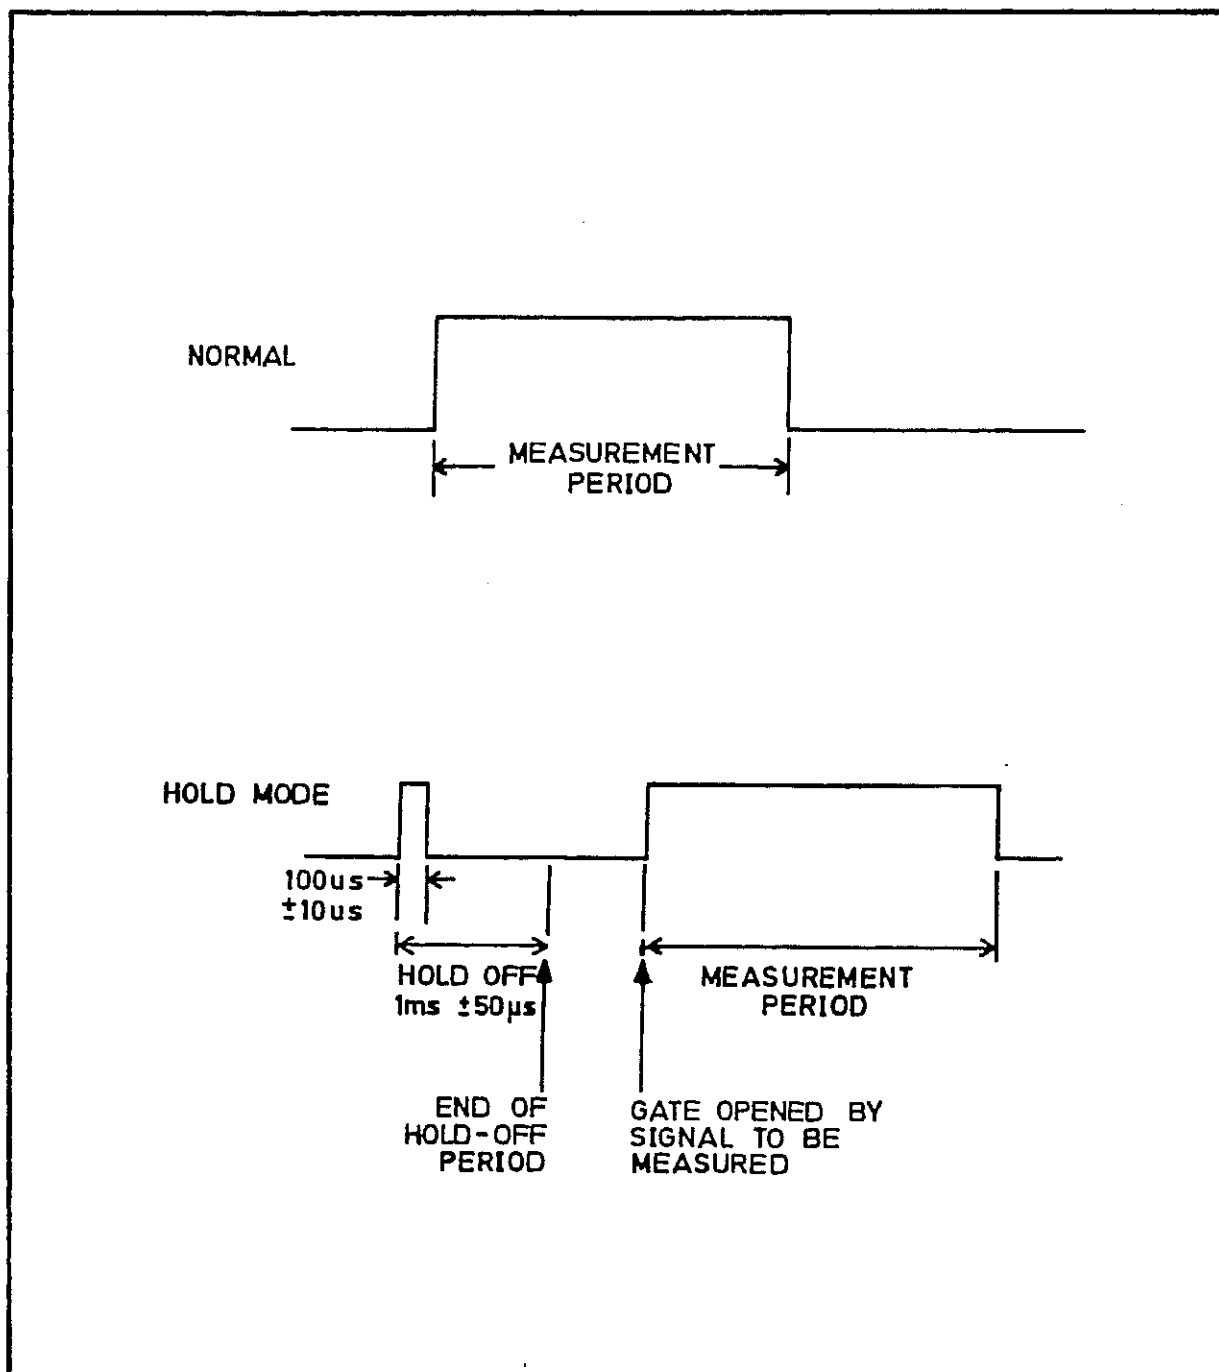 NORMAL
MEASUREMENT
PERIOD
HOLD MODE
100us
±10us
HOLD OFF
1ms ±50µs
MEASUREMENT
PERIOD
END OF
HOLD-OFF
PERIOD
GATE OPENED BY
SIGNAL TO BE
MEASURED